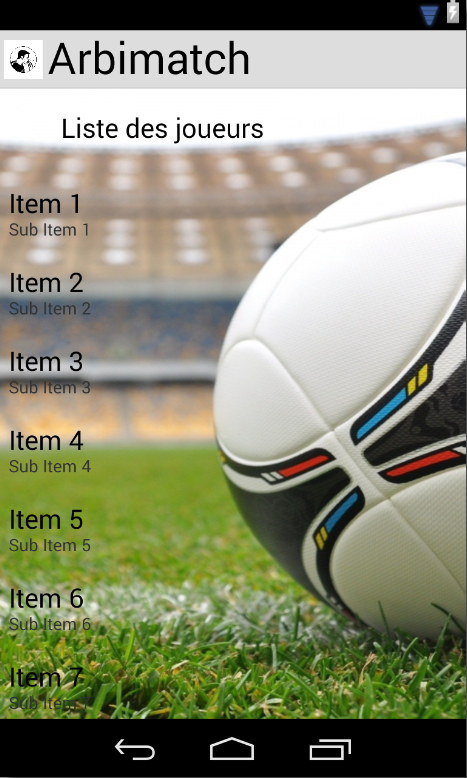 Arbimatch
Liste des joueurs
Item 1
Sub Item 1
Item 2
Sub Item 2
Item 3
Sub Item 3
Item 4
Sub Item 4
Item 5
Sub Item 5
Item 6
Sub Item 6
Item 7
Sub Item 7